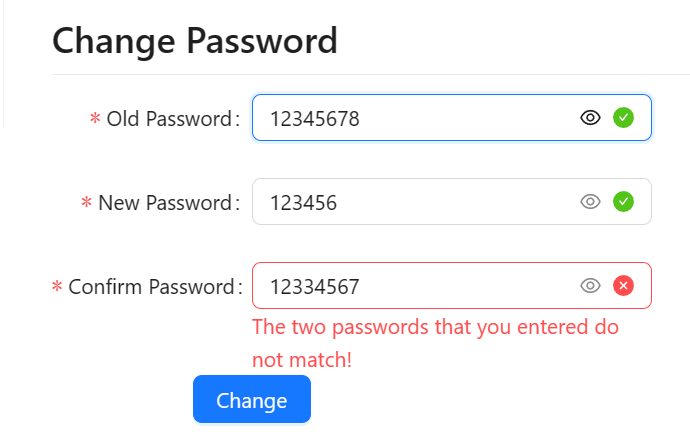 Change Password
* Old Password: 12345678
* New Password: 123456
* Confirm Password: 12334567
The two passwords that you entered do
not match!
Change